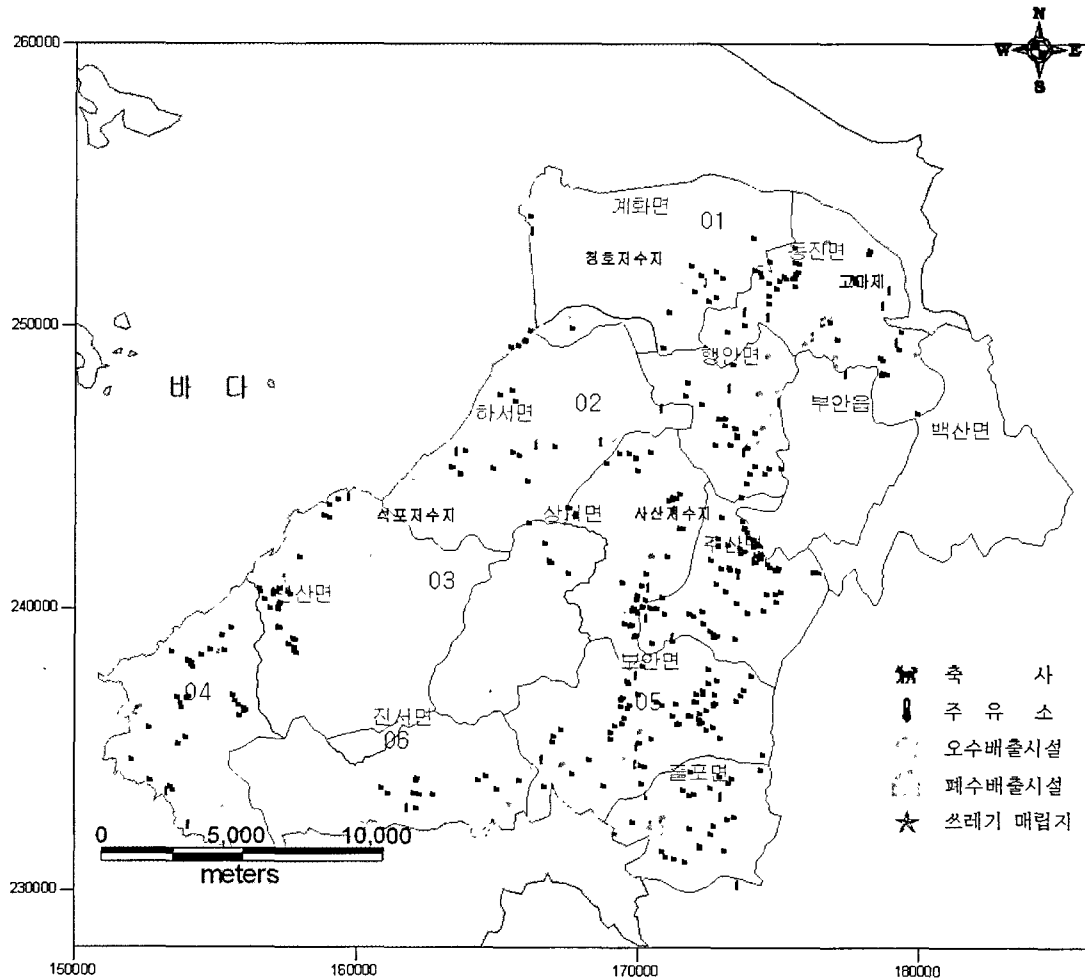 N
W E
S
260000
계화면
01
동진면
청호저수지
고마제
250000
행안면
바 다
하서면
02
부안읍
백산면
석포저수지
사산저수지
03
240000
보안면
04
05
진서면
06
줄포면
축 사
주 유 소
오수배출시설
폐수배출시설
쓰레기 매립지
0 5,000 10,000
meters
230000
150000
160000
170000
180000